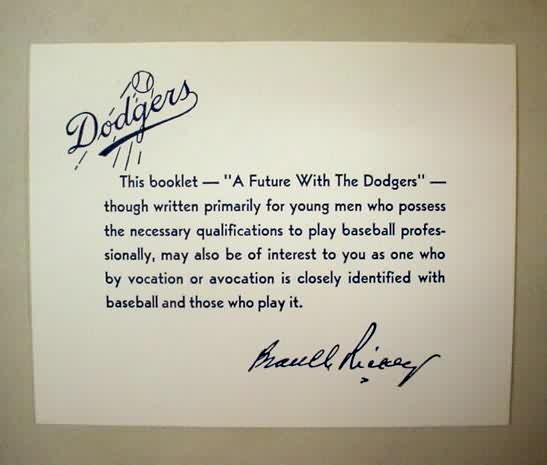 Dodgers
This booklet — "A Future With The Dodgers" —
though written primarily for young men who possess
the necessary qualifications to play baseball profes-
sionally, may also be of interest to you as one who
by vocation or avocation is closely identified with
baseball and those who play it.
Branch Rickey